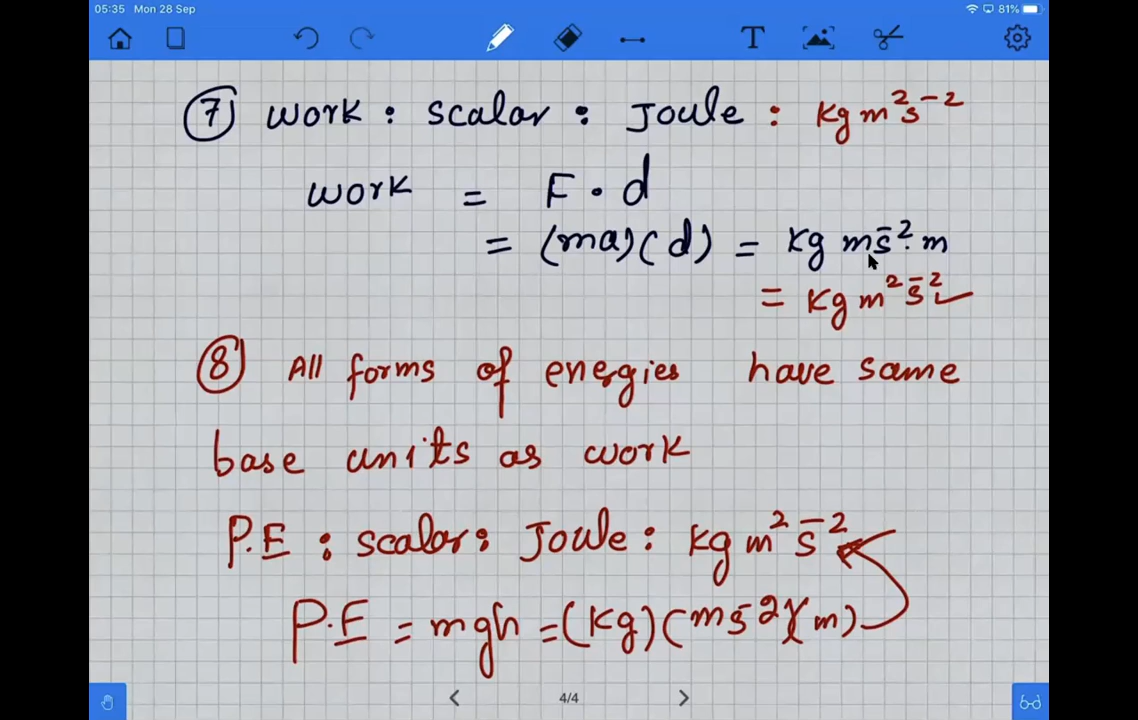 05:35 Mon 28 Sep 81%
T
⑦ work : scalar : Joule : kg m²s⁻²
work = F · d
= (ma)(d) = kg ms⁻². m
= kg m²s⁻²
⑧ All forms of energies have same
base units as work
P.E : scalar : Joule : kg m²s⁻²
P.E = mgh = (kg)(ms⁻²)(m)
4/4